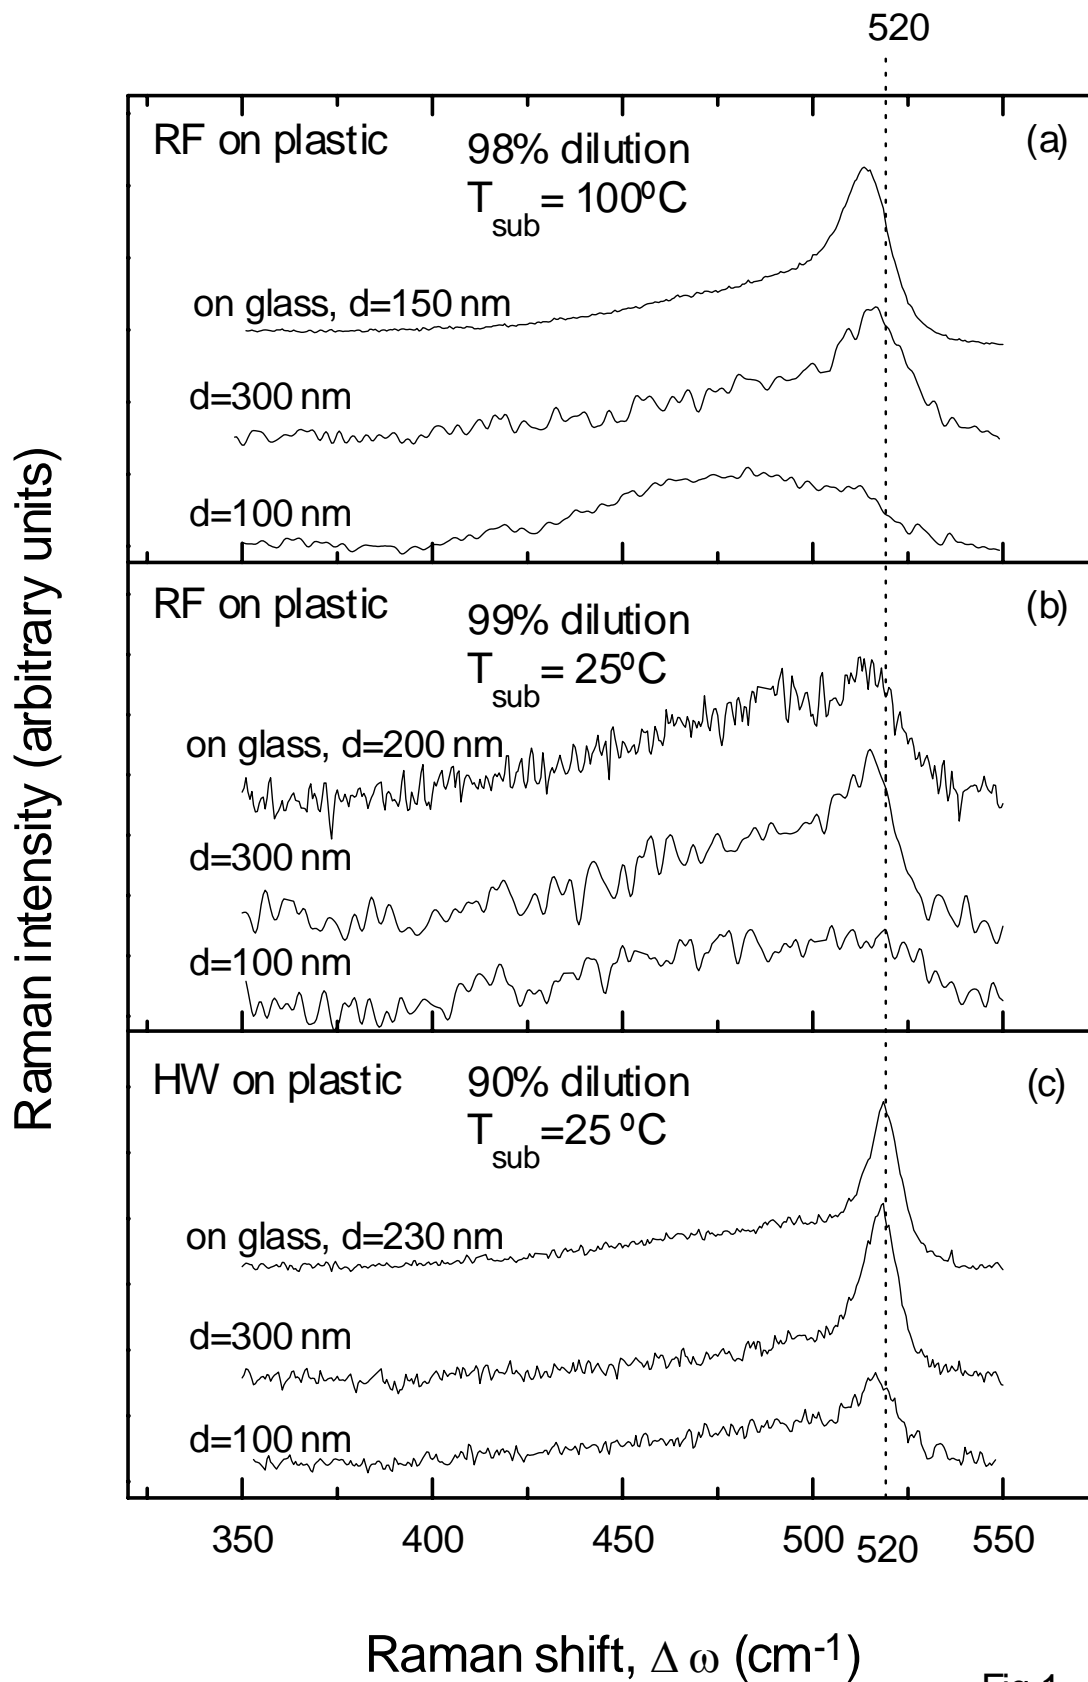 520
RF on plastic
98% dilution
(a)
Tsub= 100ºC
on glass, d=150 nm
d=300 nm
d=100 nm
RF on plastic
99% dilution
(b)
Tsub= 25ºC
on glass, d=200 nm
d=300 nm
d=100 nm
HW on plastic
90% dilution
(c)
Tsub=25 ºC
on glass, d=230 nm
d=300 nm
d=100 nm
Raman intensity (arbitrary units)
350 400 450 500 520 550
Raman shift, Δ ω (cm-1)